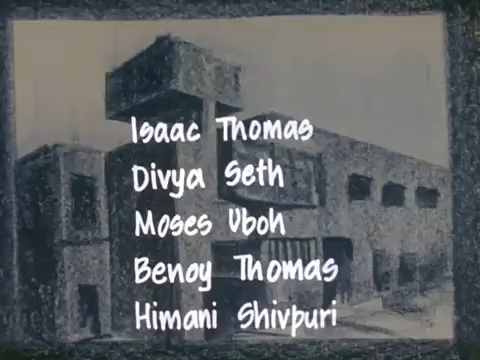 Isaac Thomas
Divya Seth
Moses Uboh
Benoy Thomas
Himani Shivpuri